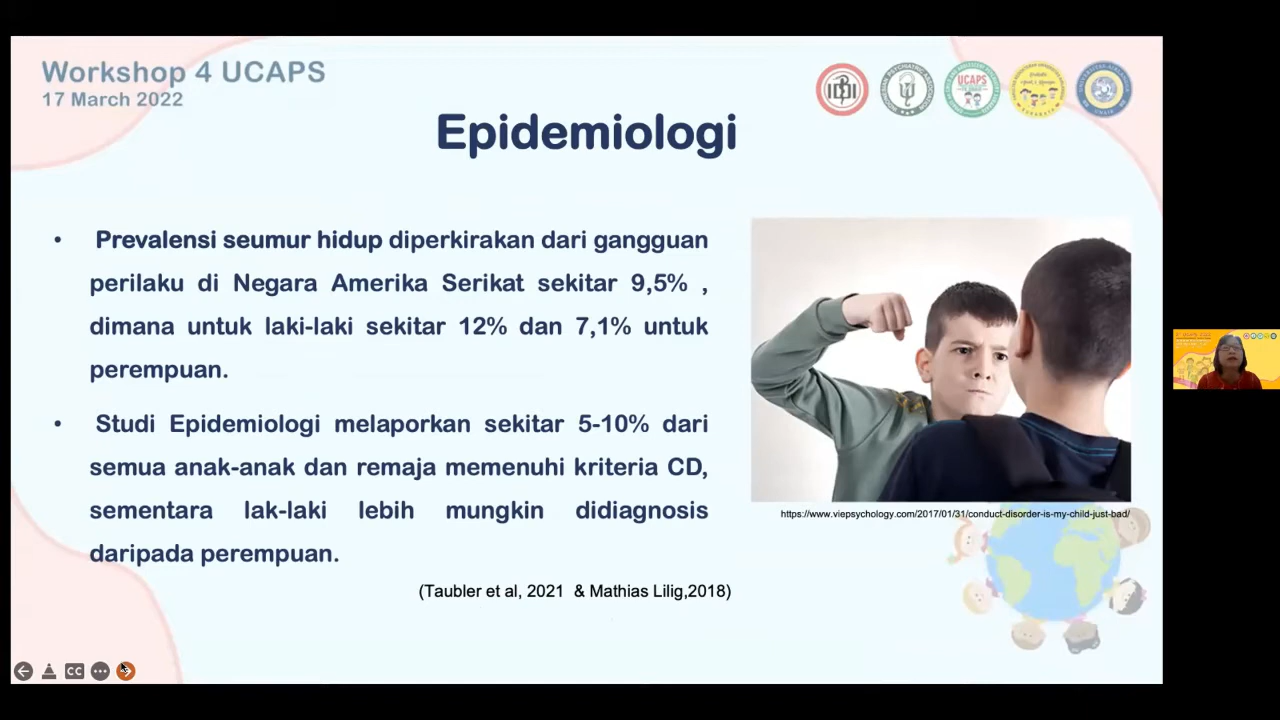 Workshop 4 UCAPS
17 March 2022
IDI
UCAPS
Epidemiologi
• Prevalensi seumur hidup diperkirakan dari gangguan
perilaku di Negara Amerika Serikat sekitar 9,5% ,
dimana untuk laki-laki sekitar 12% dan 7,1% untuk
perempuan.
• Studi Epidemiologi melaporkan sekitar 5-10% dari
semua anak-anak dan remaja memenuhi kriteria CD,
sementara lak-laki lebih mungkin didiagnosis
daripada perempuan.
(Taubler et al, 2021 & Mathias Lilig,2018)
https://www.viepsychology.com/2017/01/31/conduct-disorder-is-my-child-just-bad/
CC